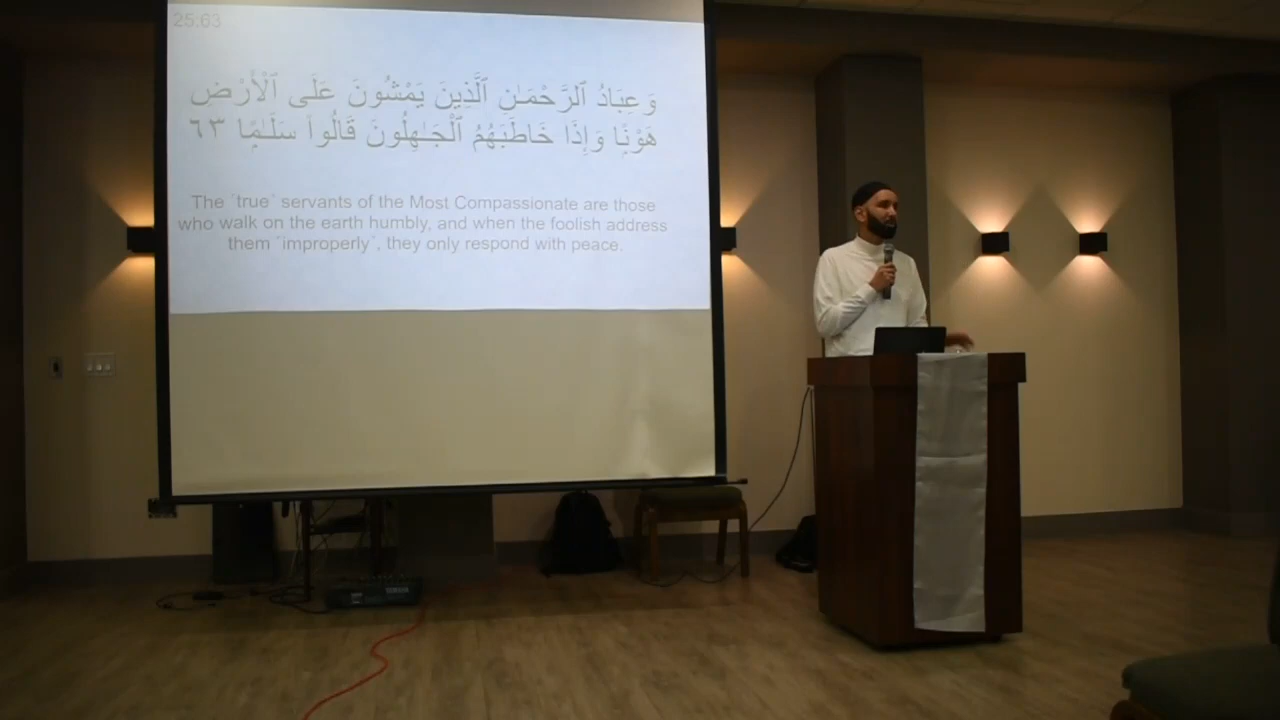 25:63
وَعِبَادُ ٱلرَّحْمَـٰنِ ٱلَّذِينَ يَمْشُونَ عَلَى ٱلْأَرْضِ
هَوْنًۭا وَإِذَا خَاطَبَهُمُ ٱلْجَـٰهِلُونَ قَالُوا۟ سَلَـٰمًۭا ٦٣
The ˹true˺ servants of the Most Compassionate are those
who walk on the earth humbly, and when the foolish address
them ˹improperly˺, they only respond with peace.